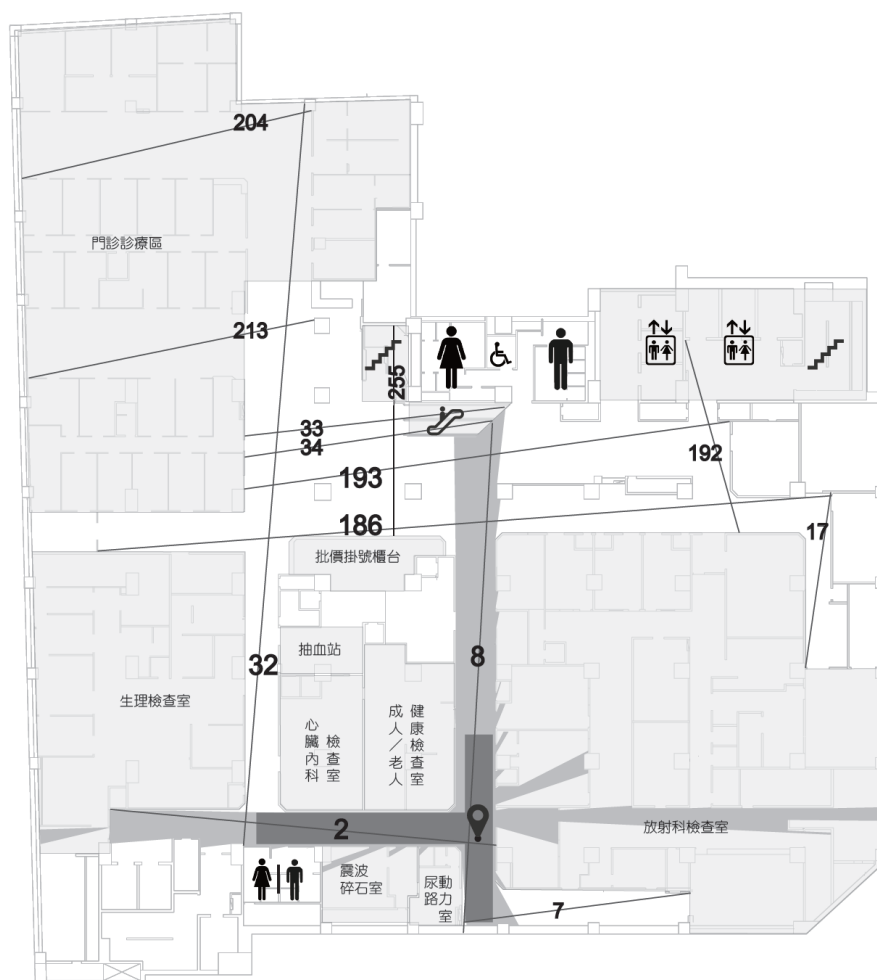 204
門診診療區
213
255
33
34
193
192
186
17
批價掛號櫃台
抽血站
32
8
生理檢查室
心臟內科
檢查室
成人／老人
健康檢查室
2
放射科檢查室
震波
碎石室
尿路
動力室
7